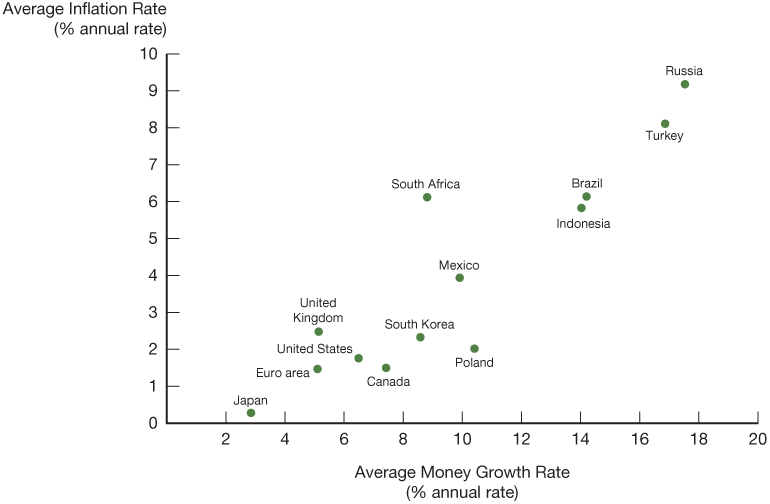 Average Inflation Rate
(% annual rate)
10
9
8
7
6
5
4
3
2
1
0
Russia
Turkey
South Africa
Brazil
Indonesia
Mexico
United
Kingdom
South Korea
United States
Poland
Euro area
Canada
Japan
2 4 6 8 10 12 14 16 18 20
Average Money Growth Rate
(% annual rate)